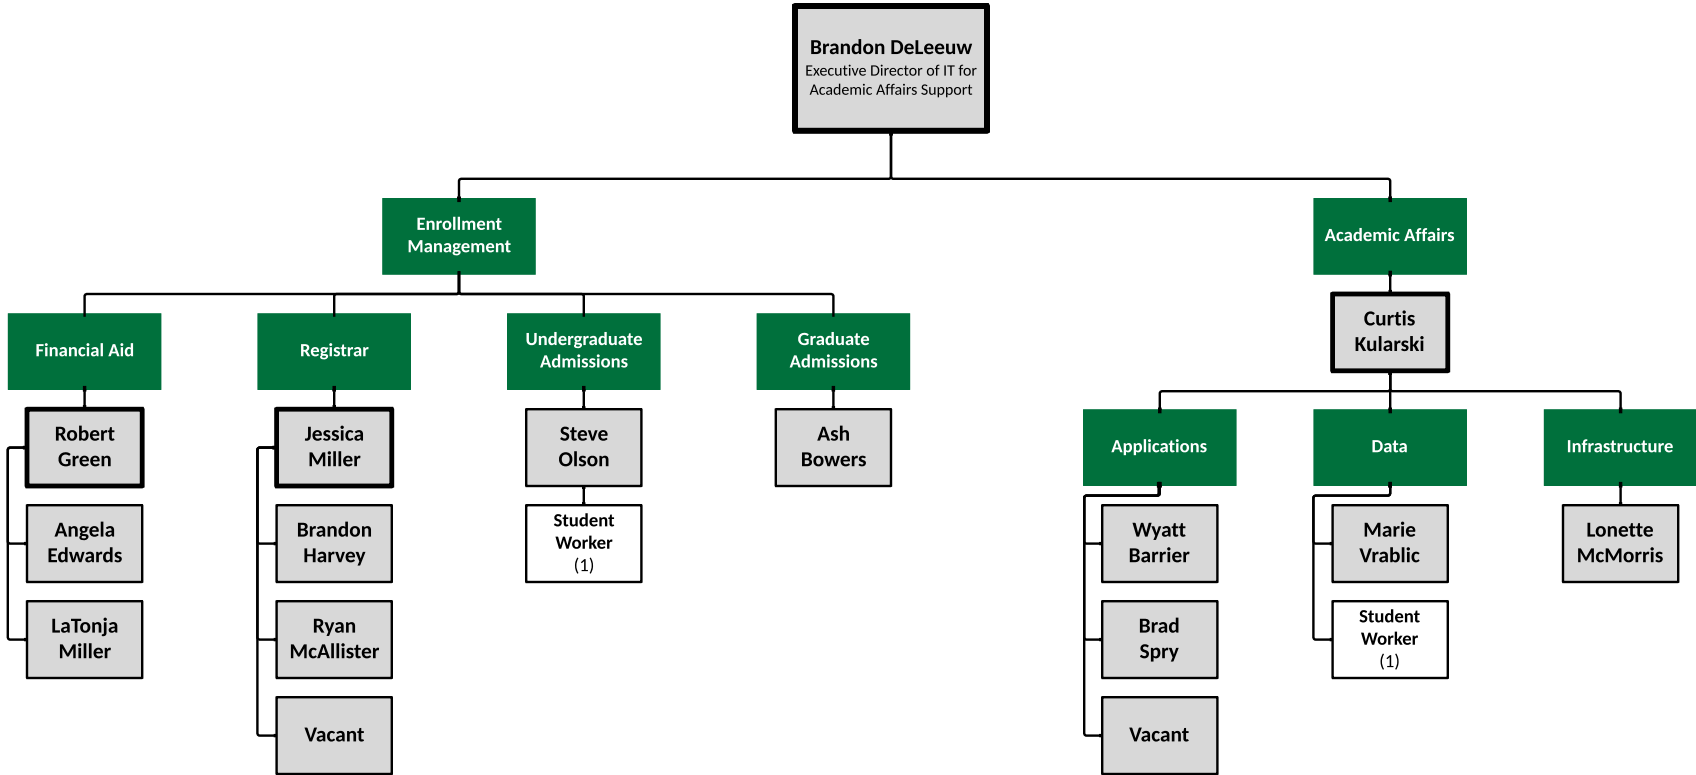 Brandon DeLeeuw
Executive Director of IT for
Academic Affairs Support
Enrollment
Management
Academic Affairs
Financial Aid
Registrar
Undergraduate
Admissions
Graduate
Admissions
Curtis
Kularski
Robert
Green
Jessica
Miller
Steve
Olson
Ash
Bowers
Applications
Data
Infrastructure
Angela
Edwards
Brandon
Harvey
Student
Worker
(1)
Wyatt
Barrier
Marie
Vrablic
Lonette
McMorris
LaTonja
Miller
Ryan
McAllister
Brad
Spry
Student
Worker
(1)
Vacant
Vacant